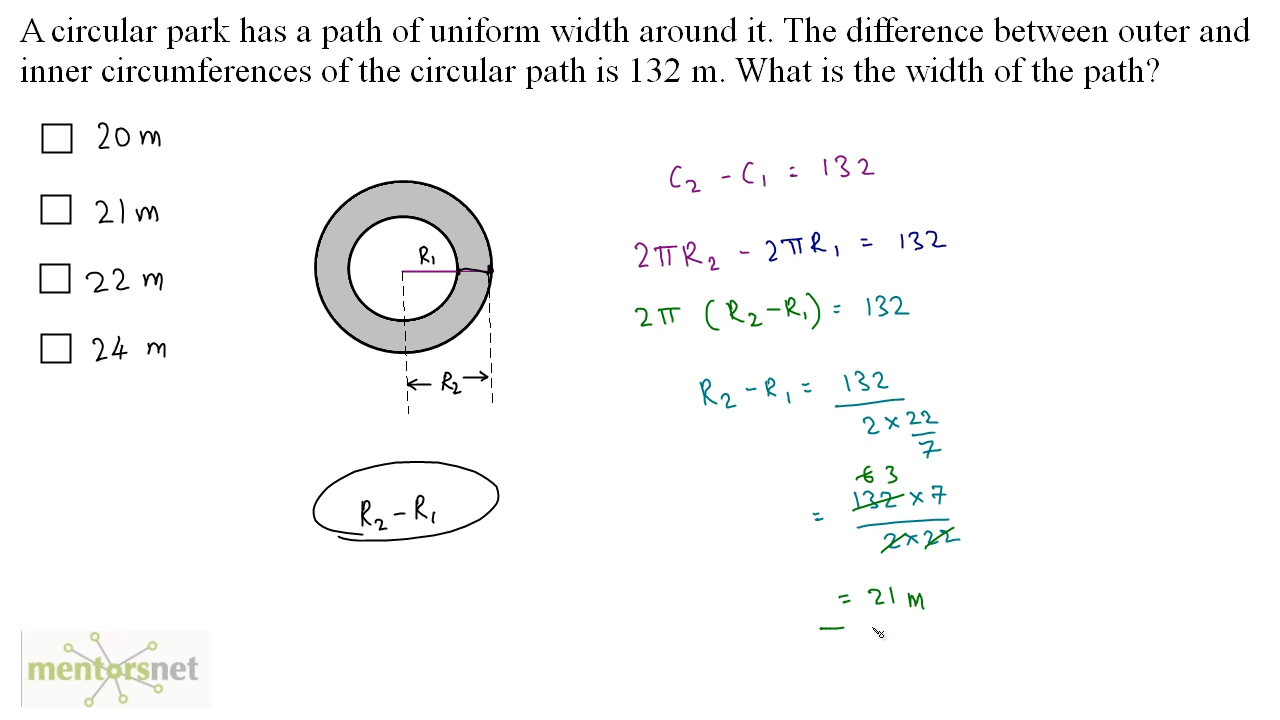 A circular park has a path of uniform width around it. The difference between outer and
inner circumferences of the circular path is 132 m. What is the width of the path?
20 m
21 m
22 m
24 m
R₁
R₂
R₂ - R₁
C₂ - C₁ = 132
2πR₂ - 2πR₁ = 132
2π (R₂-R₁) = 132
R₂ - R₁ = 132
2 × 22
7
6 3
= 132 × 7
2×22
= 21 m
mentorsnet